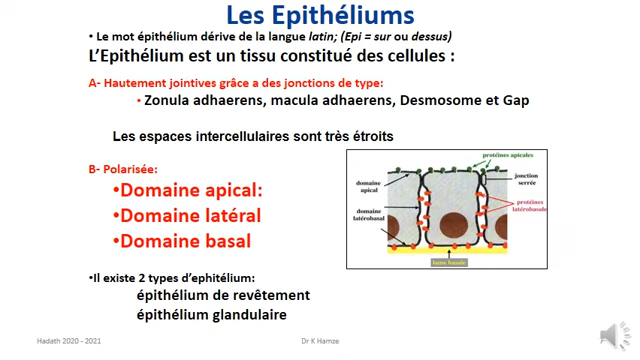 Les Epithéliums
• Le mot épithélium dérive de la langue latin; (Epi = sur ou dessus)
L'Epithélium est un tissu constitué des cellules :
A- Hautement jointives grâce a des jonctions de type:
• Zonula adhaerens, macula adhaerens, Desmosome et Gap
Les espaces intercellulaires sont très étroits
B- Polarisée:
•Domaine apical:
•Domaine latéral
•Domaine basal
protéines apicales
domaine
apical
jonction
serrée
domaine
latérobasal
protéines
latérobasale
lame basale
•Il existe 2 types d'ephitélium:
épithélium de revêtement
épithélium glandulaire
Hadath 2020 - 2021
Dr K Hamze